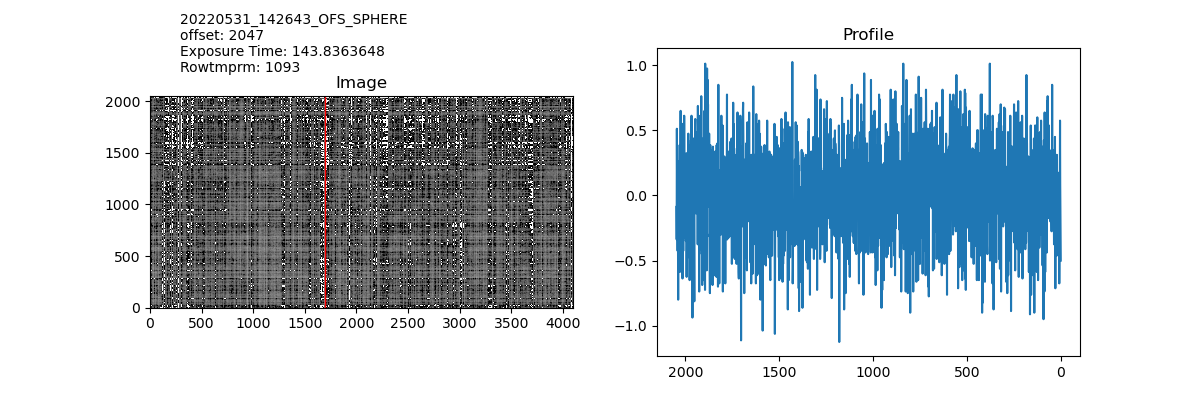 20220531_142643_OFS_SPHERE
offset: 2047
Exposure Time: 143.8363648
Rowtmprm: 1093
Image
2000
1500
1000
500
0
0 500 1000 1500 2000 2500 3000 3500 4000
Profile
1.0
0.5
0.0
−0.5
−1.0
2000 1500 1000 500 0